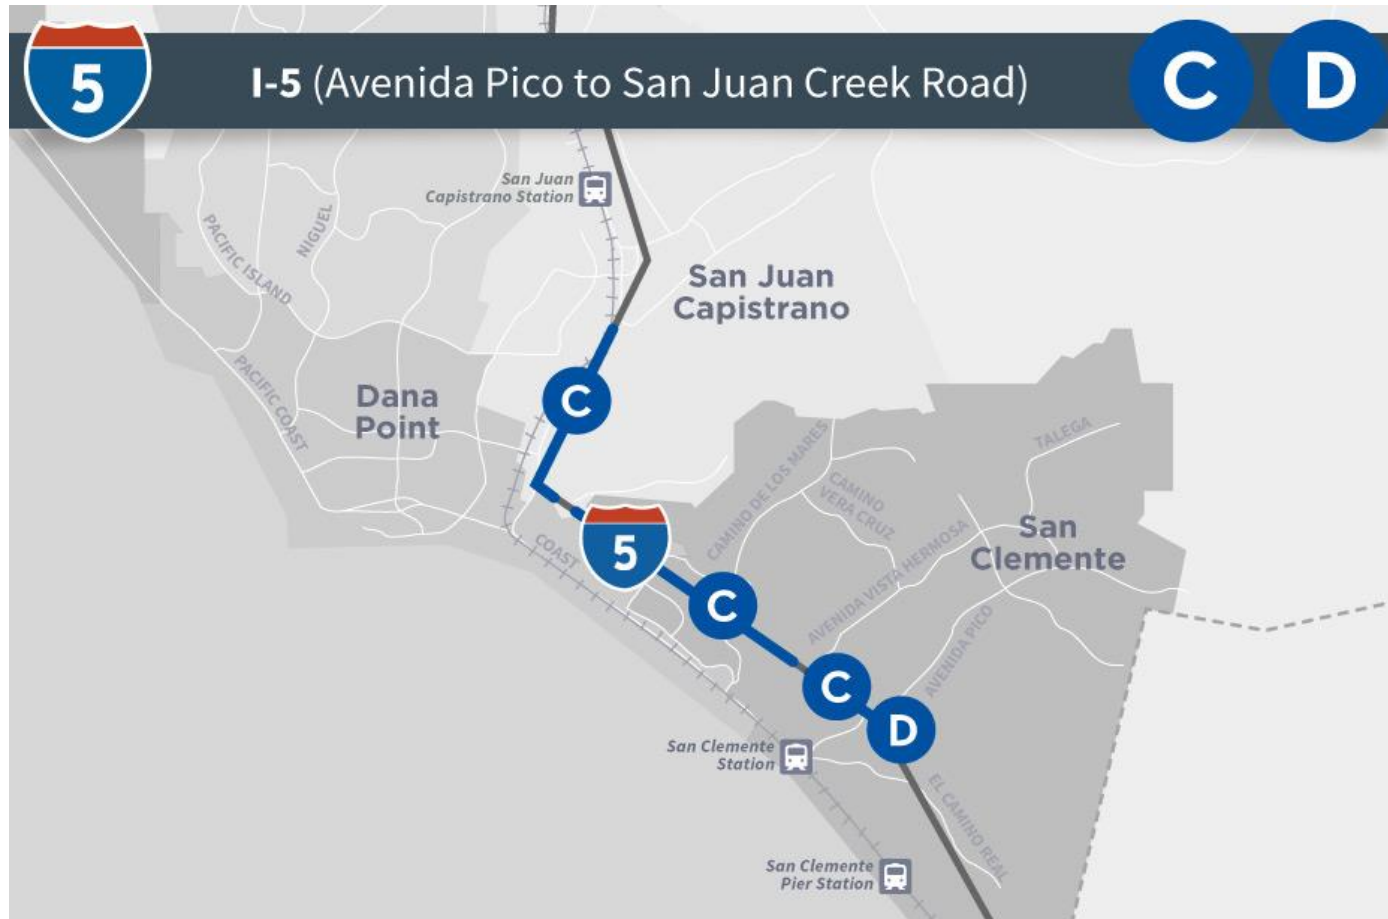 5
I-5 (Avenida Pico to San Juan Creek Road)
C
D
San Juan
Capistrano Station
PACIFIC ISLAND
NIGUEL
San Juan
Capistrano
PACIFIC COAST
Dana
Point
C
CAMINO DE LOS MARES
TALEGA
CAMINO
VERA CRUZ
5
COAST
AVENIDA VISTA HERMOSA
San
Clemente
C
AVENIDA PICO
C
D
San Clemente
Station
EL CAMINO REAL
San Clemente
Pier Station